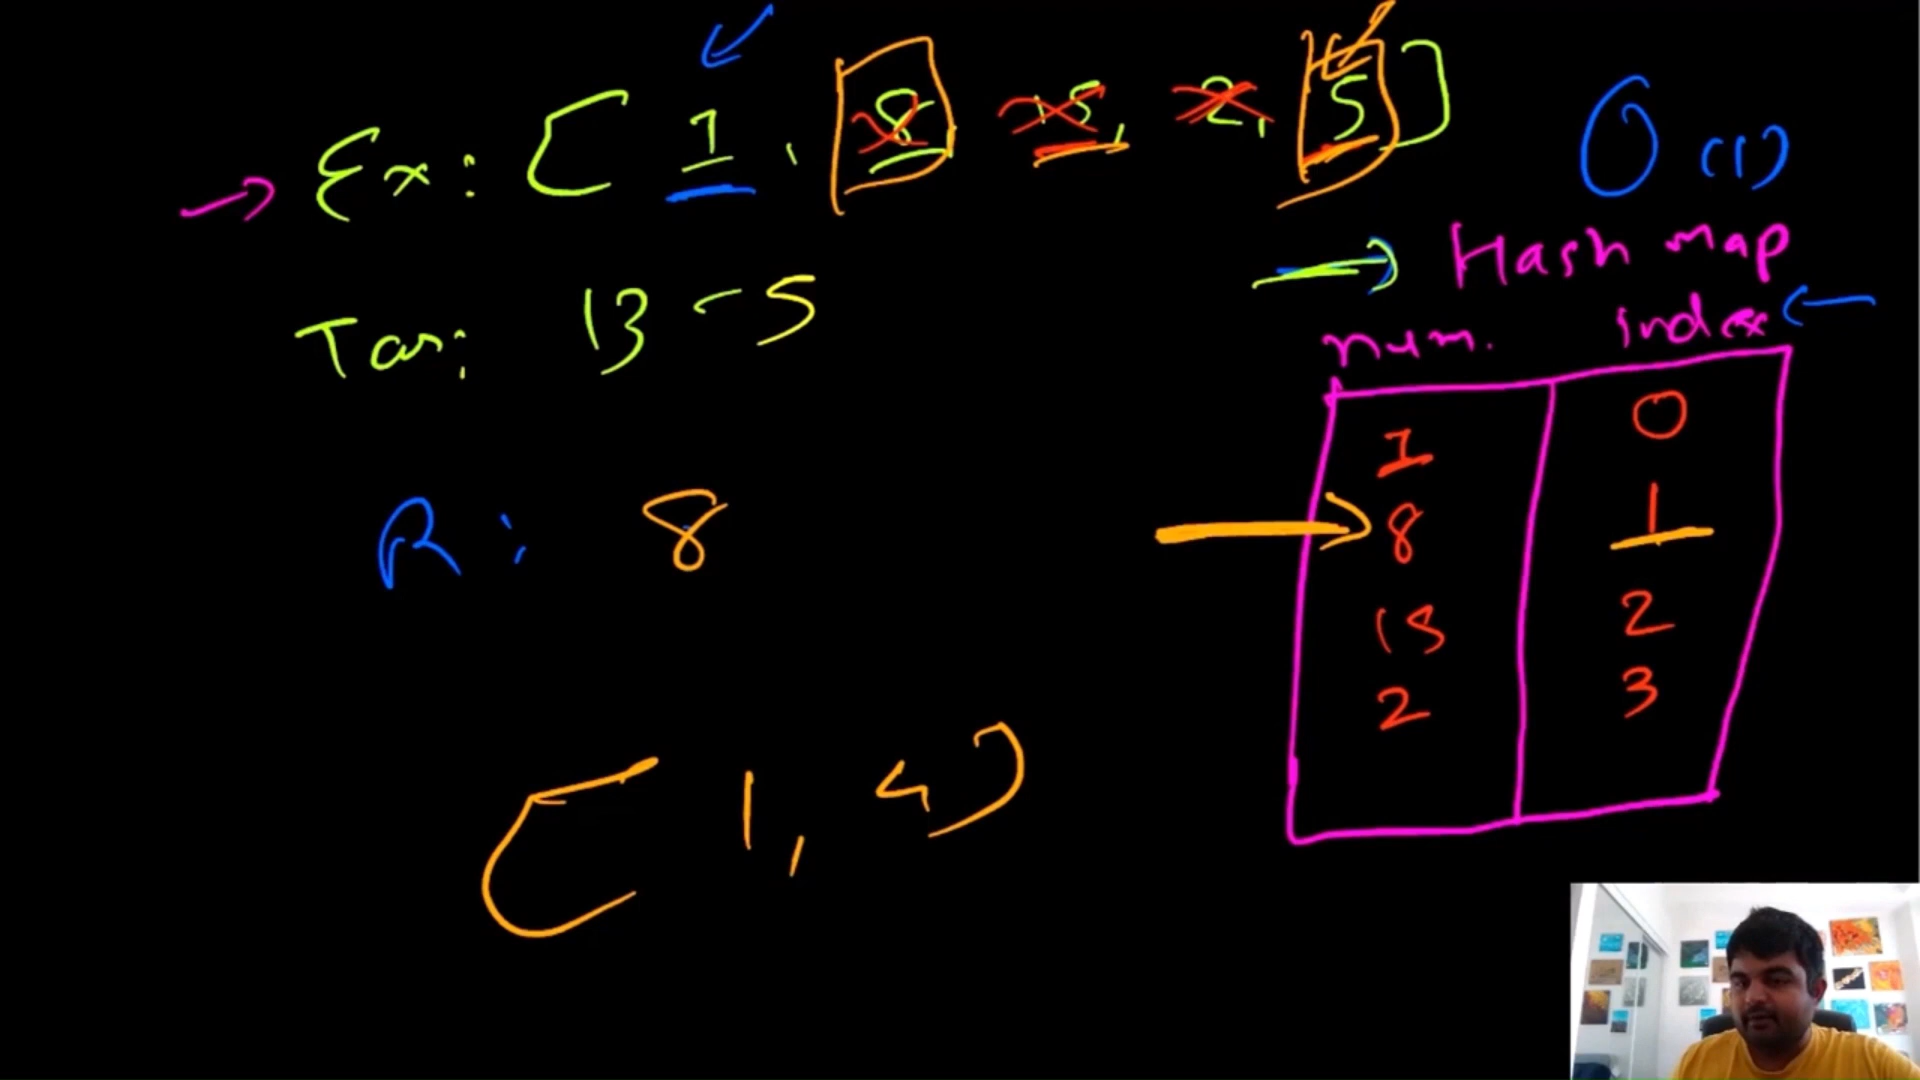 Ex: [ 1, 8 15, 2, 5 ]
O(1)
Hash map
Tar: 13 - 5
num. index
1 0
R: 8
8 1
15 2
2 3
[ 1, 4 ]